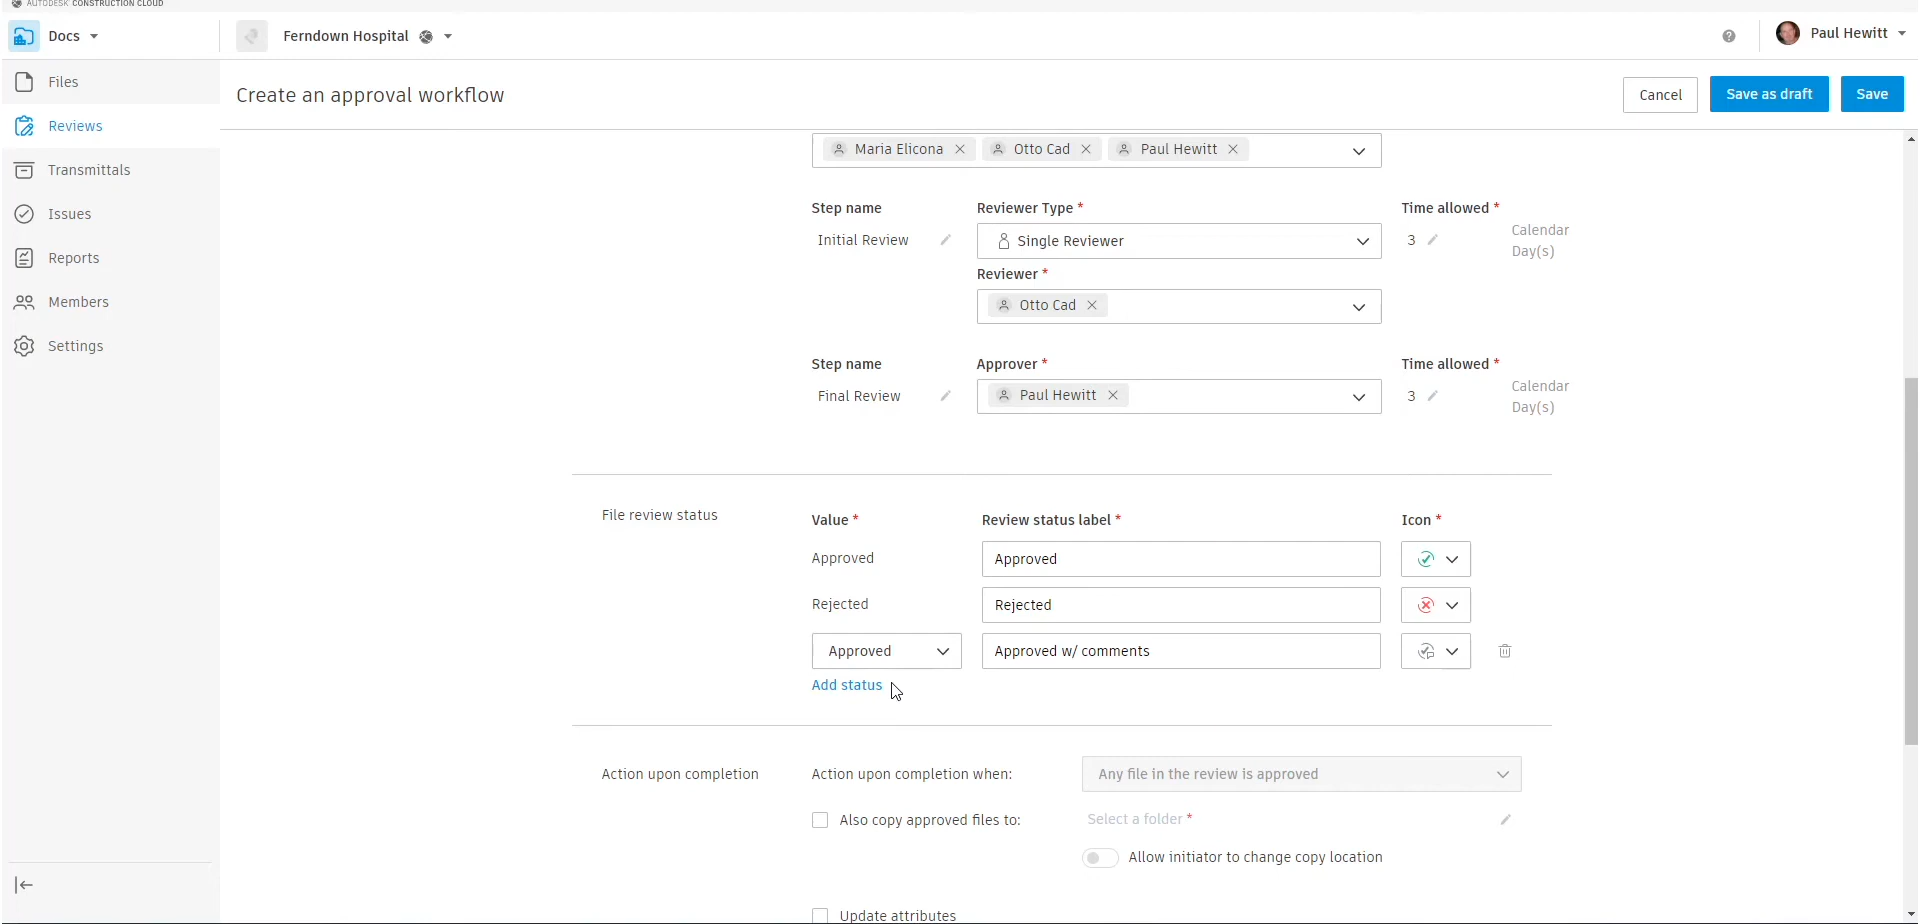 AUTODESK CONSTRUCTION CLOUD
Docs
Ferndown Hospital
Paul Hewitt
Files
Reviews
Transmittals
Issues
Reports
Members
Settings
Create an approval workflow
Cancel
Save as draft
Save
Maria Elicona
Otto Cad
Paul Hewitt
Step name
Reviewer Type *
Time allowed *
Initial Review
Single Reviewer
3
Calendar
Day(s)
Reviewer *
Otto Cad
Step name
Approver *
Time allowed *
Final Review
Paul Hewitt
3
Calendar
Day(s)
File review status
Value *
Review status label *
Icon *
Approved
Approved
Rejected
Rejected
Approved
Approved w/ comments
Add status
Action upon completion
Action upon completion when:
Any file in the review is approved
Also copy approved files to:
Select a folder *
Allow initiator to change copy location
Update attributes